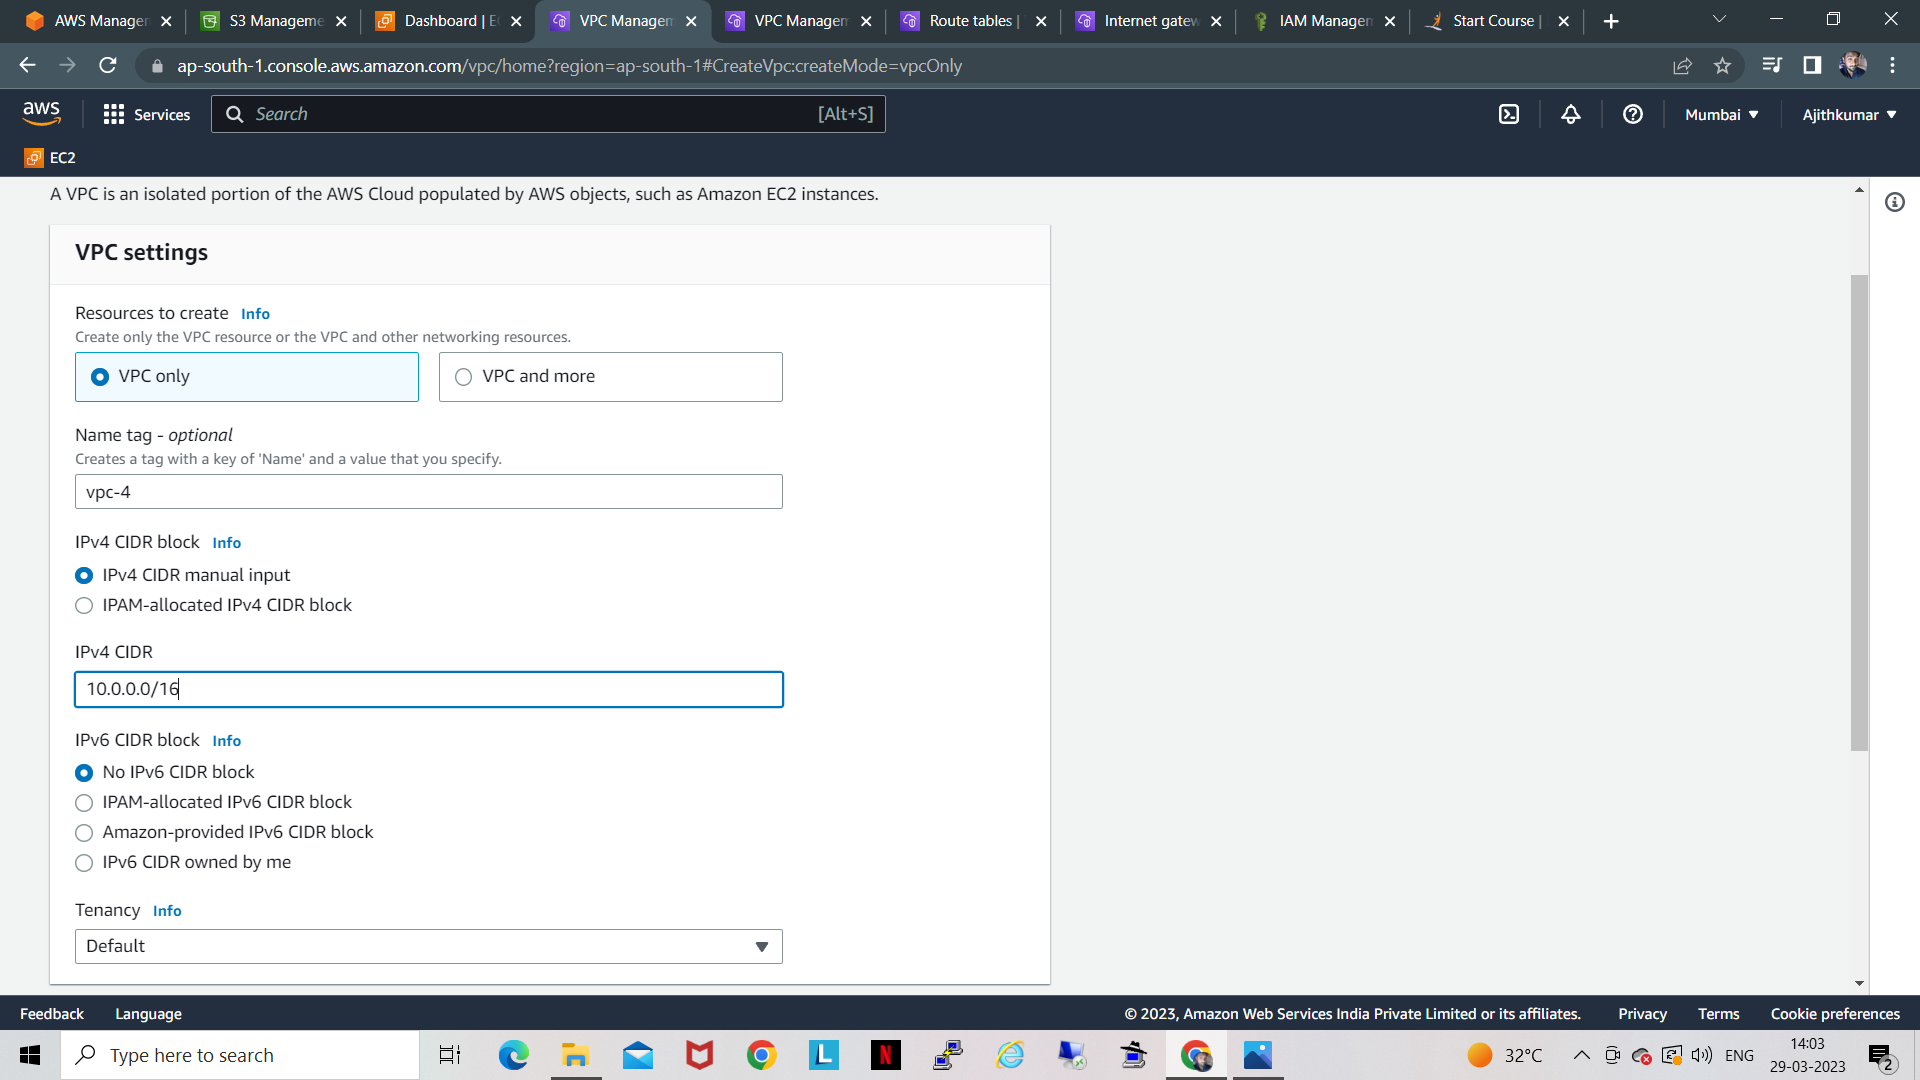 AWS Manager
S3 Manageme
Dashboard | E
VPC Managem
VPC Managem
Route tables |
Internet gatew
IAM Managem
Start Course |
ap-south-1.console.aws.amazon.com/vpc/home?region=ap-south-1#CreateVpc:createMode=vpcOnly
aws
Services
Search
[Alt+S]
Mumbai
Ajithkumar
EC2
A VPC is an isolated portion of the AWS Cloud populated by AWS objects, such as Amazon EC2 instances.
VPC settings
Resources to create Info
Create only the VPC resource or the VPC and other networking resources.
VPC only
VPC and more
Name tag - optional
Creates a tag with a key of 'Name' and a value that you specify.
vpc-4
IPv4 CIDR block Info
IPv4 CIDR manual input
IPAM-allocated IPv4 CIDR block
IPv4 CIDR
10.0.0.0/16
IPv6 CIDR block Info
No IPv6 CIDR block
IPAM-allocated IPv6 CIDR block
Amazon-provided IPv6 CIDR block
IPv6 CIDR owned by me
Tenancy Info
Default
Feedback
Language
© 2023, Amazon Web Services India Private Limited or its affiliates.
Privacy
Terms
Cookie preferences
Type here to search
L
N
32°C
ENG
14:03
29-03-2023
2